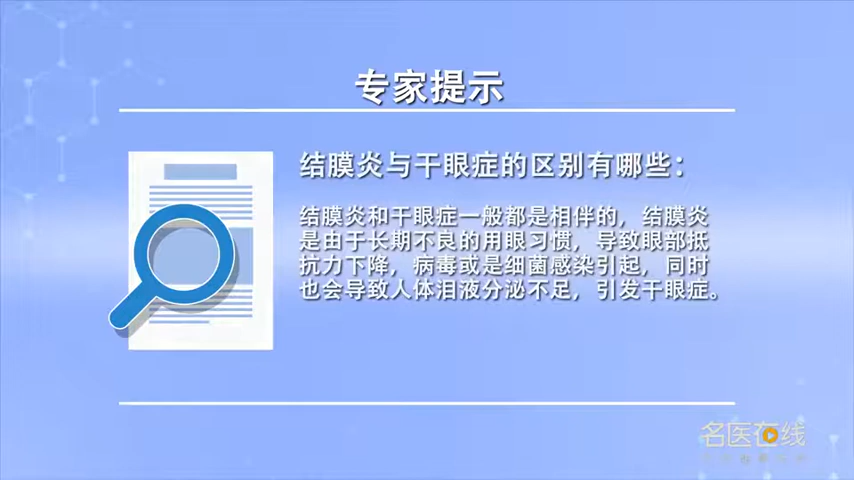 专家提示
结膜炎与干眼症的区别有哪些：
结膜炎和干眼症一般都是相伴的，结膜炎
是由于长期不良的用眼习惯，导致眼部抵
抗力下降，病毒或是细菌感染引起，同时
也会导致人体泪液分泌不足，引发干眼症。
名医在线